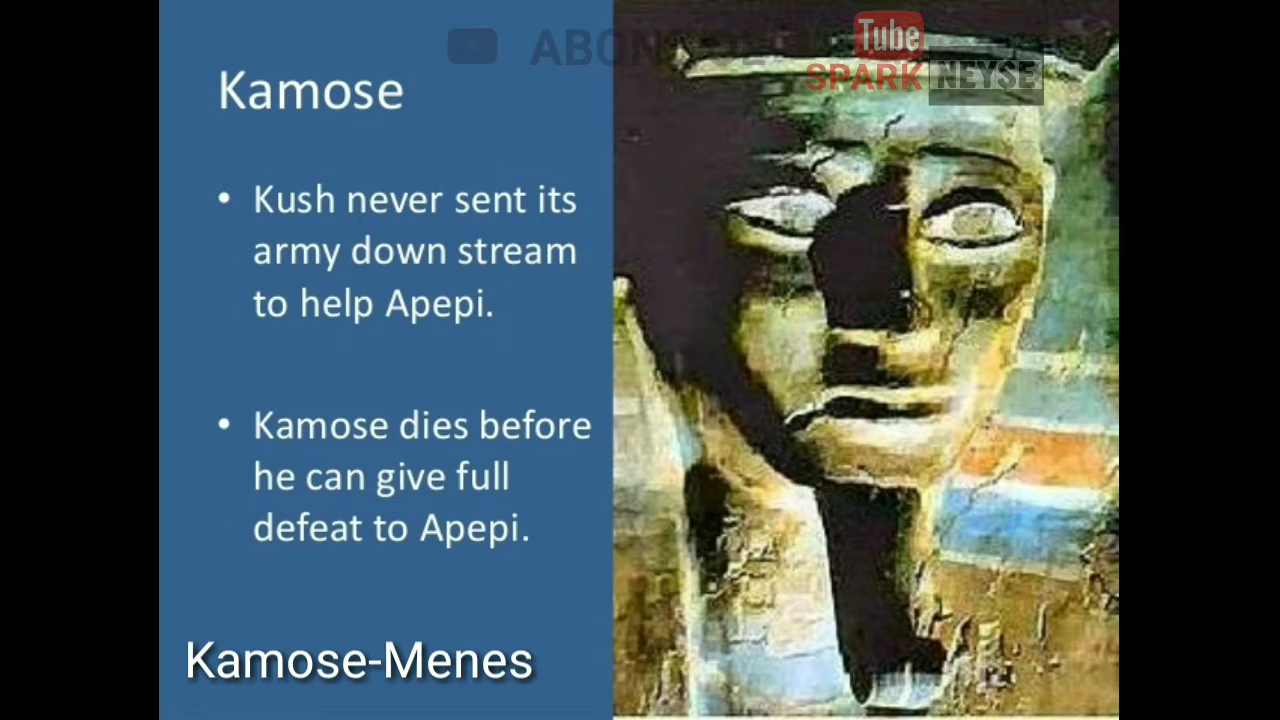 Tube
SPARK NEYSE
Kamose
• Kush never sent its
army down stream
to help Apepi.
• Kamose dies before
he can give full
defeat to Apepi.
Kamose-Menes